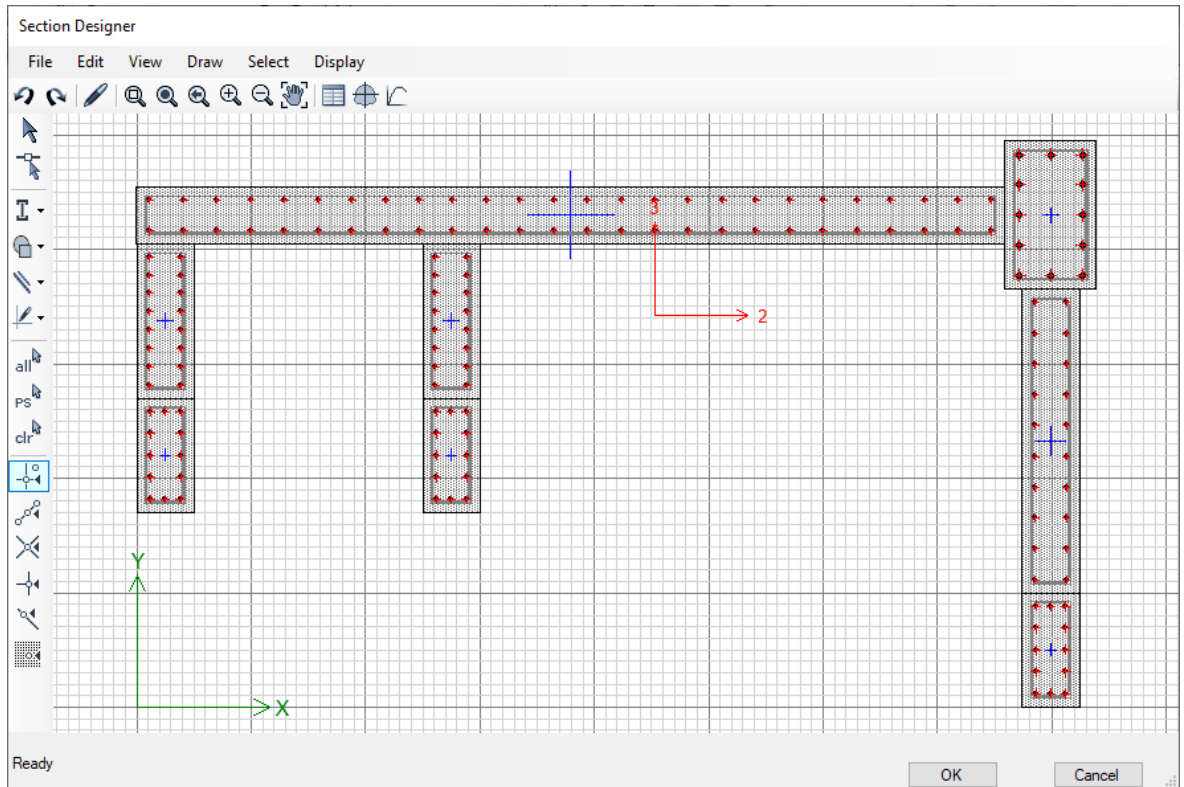 Section Designer
File Edit View Draw Select Display
all
PS
clr
3
2
Y
X
Ready
OK Cancel